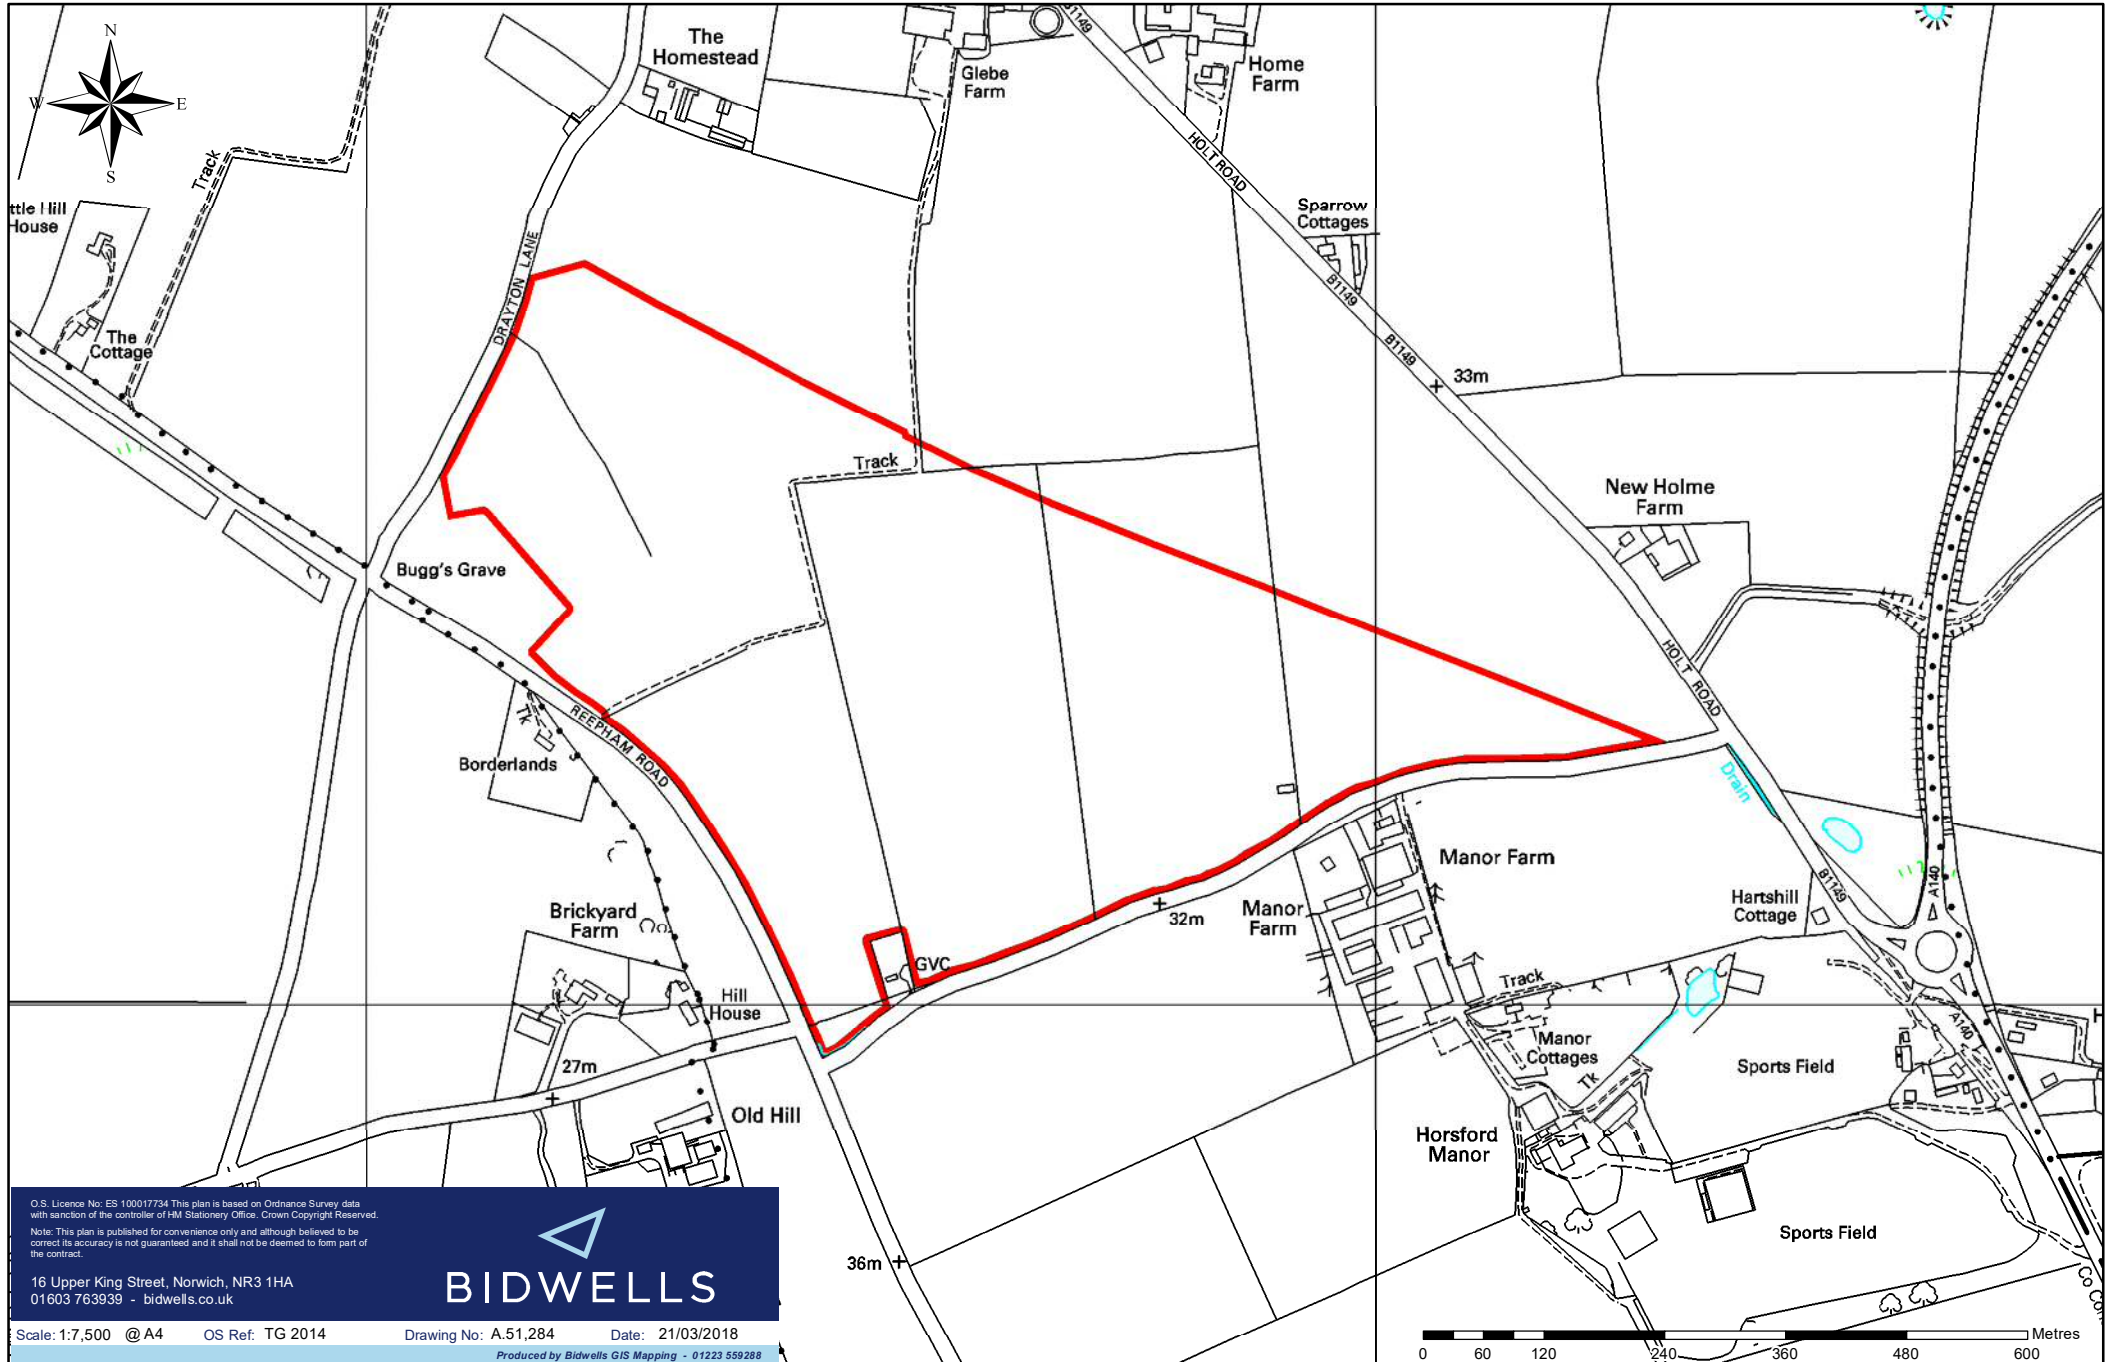 N
W
E
S
The
Homestead
Glebe
Farm
B1149
Home
Farm
HOLT ROAD
Track
ttle Hill
House
The
Cottage
DRAYTON LANE
Sparrow
Cottages
B1149
B1149
33m
Track
New Holme
Farm
Bugg's Grave
HOLT ROAD
Tk
REEPHAM ROAD
Borderlands
Drain
Manor Farm
B1149
A140
Brickyard
Farm
32m
Manor
Farm
Hartshill
Cottage
GVC
Hill
House
Track
A140
27m
Manor
Cottages
Tk
Sports Field
Old Hill
Horsford
Manor
Sports Field
36m
O.S. Licence No: ES 100017734 This plan is based on Ordnance Survey data
with sanction of the controller of HM Stationery Office. Crown Copyright Reserved.
Note: This plan is published for convenience only and although believed to be
correct its accuracy is not guaranteed and it shall not be deemed to form part of
the contract.
16 Upper King Street, Norwich, NR3 1HA
01603 763939 - bidwells.co.uk
BIDWELLS
Scale: 1:7,500 @ A4 OS Ref: TG 2014 Drawing No: A.51,284 Date: 21/03/2018
Produced by Bidwells GIS Mapping - 01223 559288
Metres
0 60 120 240 360 480 600